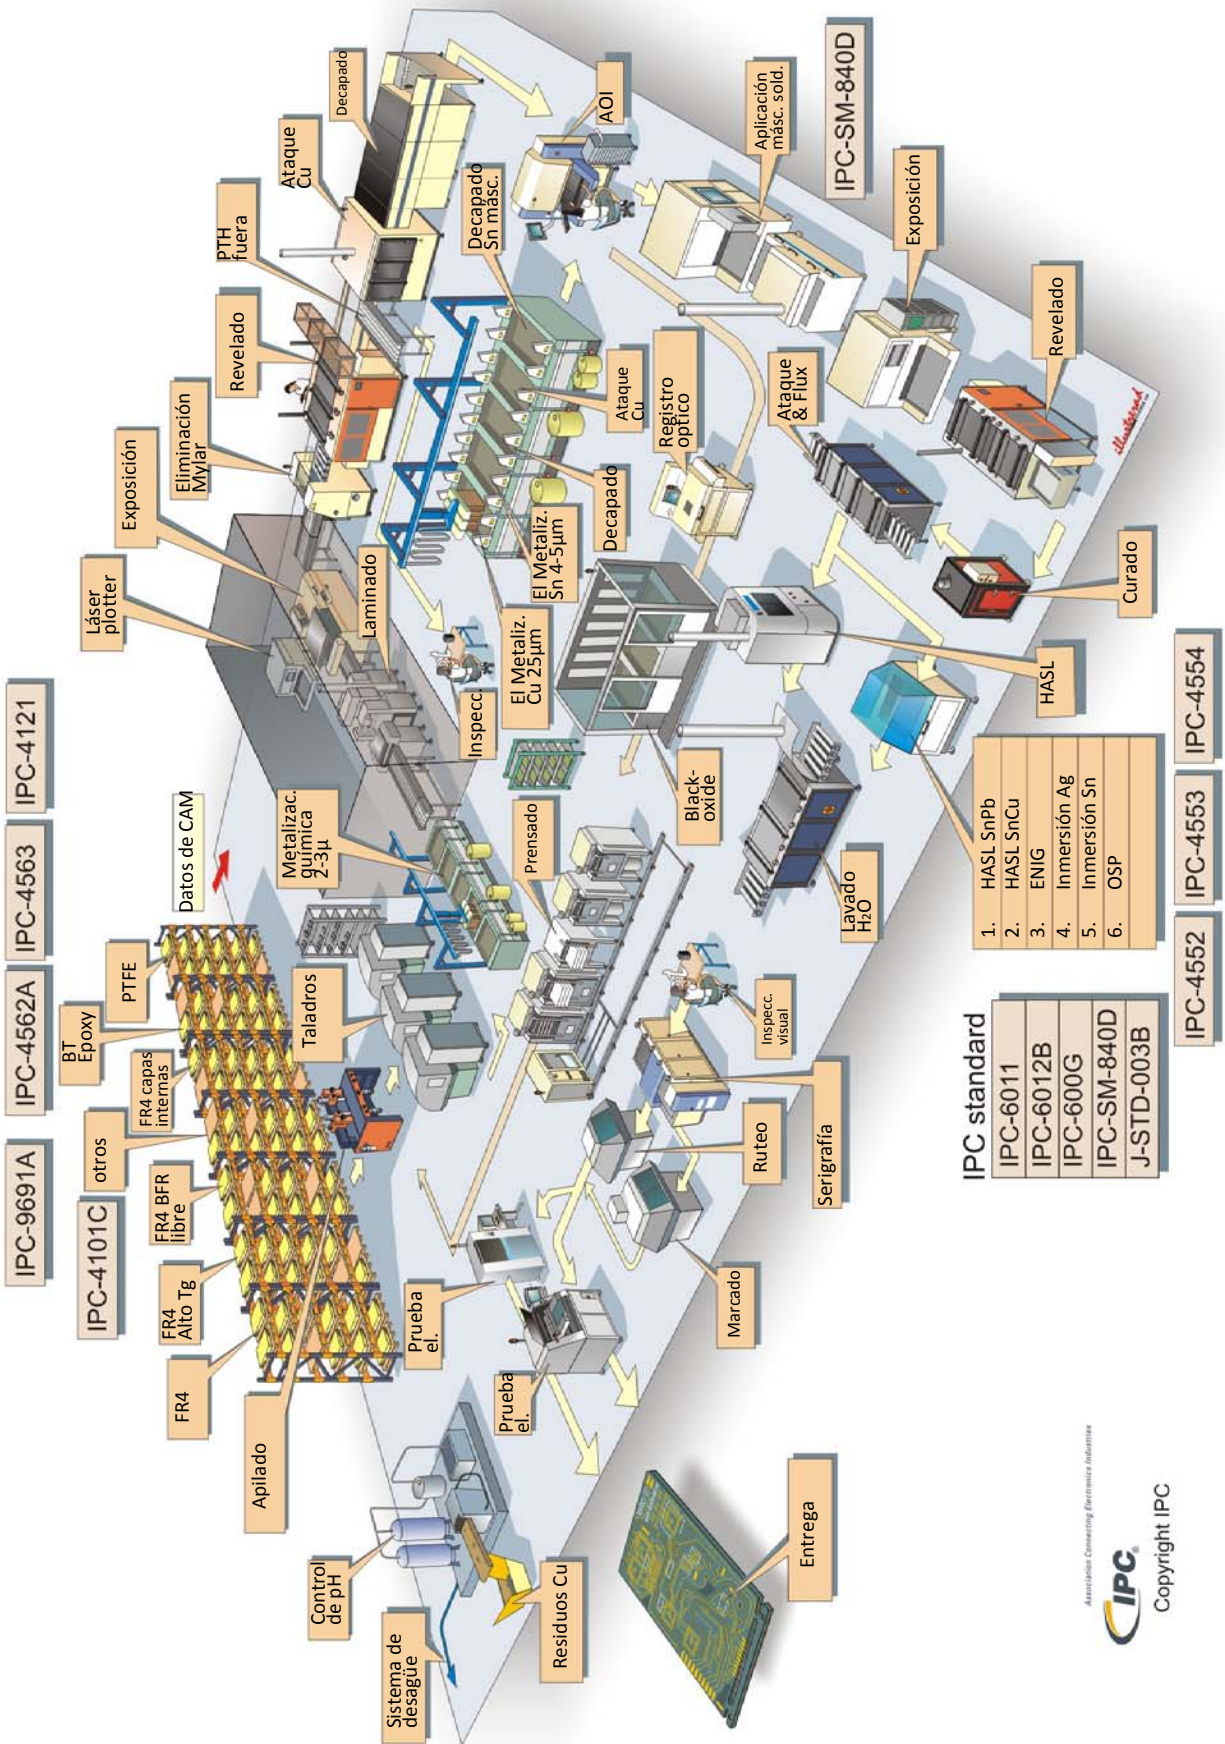 IPC-9691A
IPC-4562A
IPC-4563
IPC-4121
IPC-4101C
FR4
FR4
Alto Tg
FR4 BFR
libre
otros
FR4 capas
internas
BT
Epoxy
PTFE
Datos de CAM
Láser
plotter
Exposición
Eliminación
Mylar
Revelado
PTH
fuera
Ataque
Cu
Decapado
Apilado
Taladros
Metalizac.
quimica
2-3µ
Laminado
Inspecc.
El Metaliz.
Cu 25µm
El Metaliz.
Sn 4-5µm
Decapado
Ataque
Cu
Decapado
Sn másc.
AOI
Aplicación
másc. sold.
IPC-SM-840D
Exposición
Revelado
Curado
Ataque
& Flux
Registro
optico
Black-
oxide
Prensado
HASL
Lavado
H2O
1. HASL SnPb
2. HASL SnCu
3. ENIG
4. Inmersión Ag
5. Inmersión Sn
6. OSP
IPC-4552
IPC-4553
IPC-4554
Inspecc.
visual
Serigrafía
Ruteo
Marcado
Prueba
el.
Prueba
el.
Control
de pH
Sistema de
desagüe
Residuos Cu
Entrega
IPC standard
IPC-6011
IPC-6012B
IPC-600G
IPC-SM-840D
J-STD-003B
Association Connecting Electronics Industries
IPC®
Copyright IPC
illustrerad